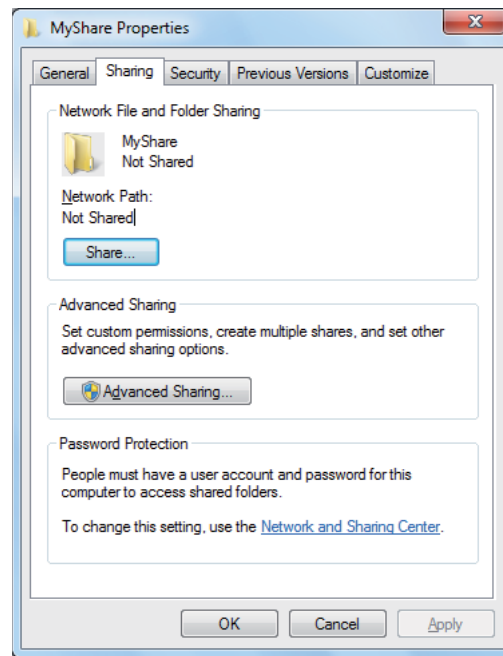 MyShare Properties
x
General Sharing Security Previous Versions Customize
Network File and Folder Sharing
MyShare
Not Shared
Network Path:
Not Shared
Share...
Advanced Sharing
Set custom permissions, create multiple shares, and set other
advanced sharing options.
Advanced Sharing...
Password Protection
People must have a user account and password for this
computer to access shared folders.
To change this setting, use the Network and Sharing Center.
OK Cancel Apply